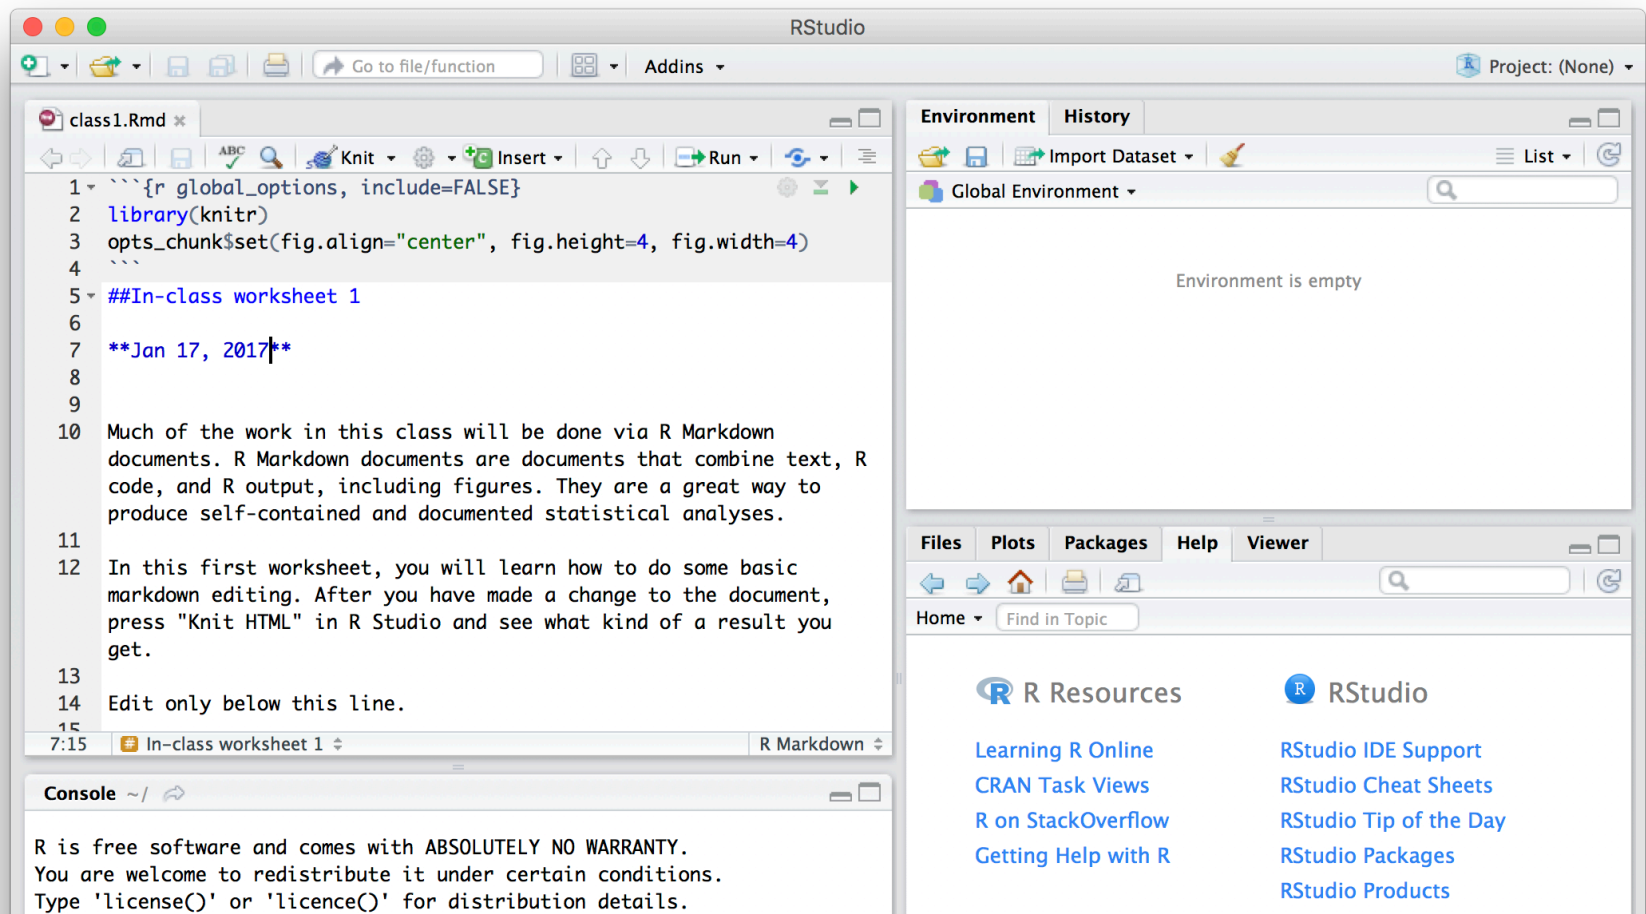 RStudio
Go to file/function
Addins
Project: (None)
class1.Rmd
ABC
Knit
Insert
Run
1 ```{r global_options, include=FALSE}
2 library(knitr)
3 opts_chunk$set(fig.align="center", fig.height=4, fig.width=4)
4 ```
5 ##In-class worksheet 1
6
7 **Jan 17, 2017**
8
9
10 Much of the work in this class will be done via R Markdown
documents. R Markdown documents are documents that combine text, R
code, and R output, including figures. They are a great way to
produce self-contained and documented statistical analyses.
11
12 In this first worksheet, you will learn how to do some basic
markdown editing. After you have made a change to the document,
press "Knit HTML" in R Studio and see what kind of a result you
get.
13
14 Edit only below this line.
15
7:15 # In-class worksheet 1 R Markdown
Console ~/
R is free software and comes with ABSOLUTELY NO WARRANTY.
You are welcome to redistribute it under certain conditions.
Type 'license()' or 'licence()' for distribution details.
Environment History
Import Dataset List
Global Environment
Environment is empty
Files Plots Packages Help Viewer
Home Find in Topic
R R Resources
Learning R Online
CRAN Task Views
R on StackOverflow
Getting Help with R
R RStudio
RStudio IDE Support
RStudio Cheat Sheets
RStudio Tip of the Day
RStudio Packages
RStudio Products